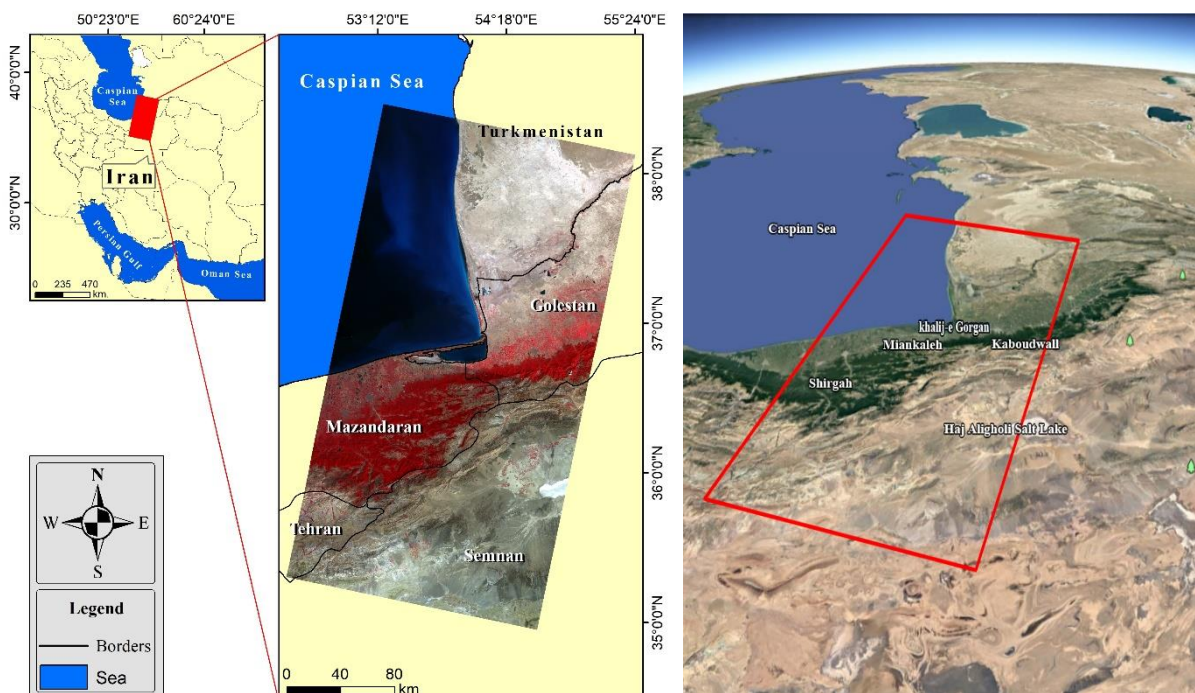 50°23'0"E 60°24'0"E
40°0'0"N
30°0'0"N
Caspian
Sea
Iran
Persian Gulf
Oman Sea
0 235 470
km.
N
W E
S
Legend
Borders
Sea
53°12'0"E 54°18'0"E 55°24'0"E
Caspian Sea
Turkmenistan
Golestan
Mazandaran
Tehran
Semnan
38°0'0"N
37°0'0"N
36°0'0"N
35°0'0"N
0 40 80
km
Caspian Sea
khalij-e Gorgan
Miankaleh Kaboudwall
Shirgah
Haj Aligholi Salt Lake